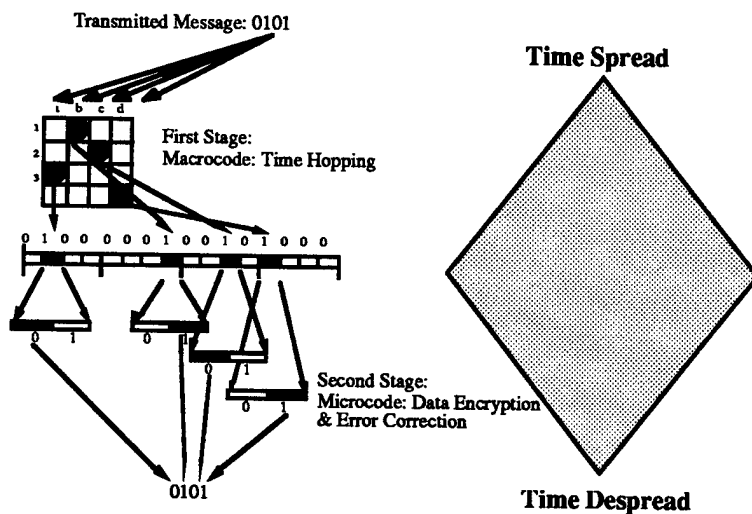 Transmitted Message: 0101
Time Spread
b c d
1
First Stage:
Macrocode: Time Hopping
2
3
0 1 0 0 0 0 0 1 0 0 1 0 1 0 0 0
0 1
0 1
0 1
Second Stage:
Microcode: Data Encryption
& Error Correction
0 1
0101
Time Despread